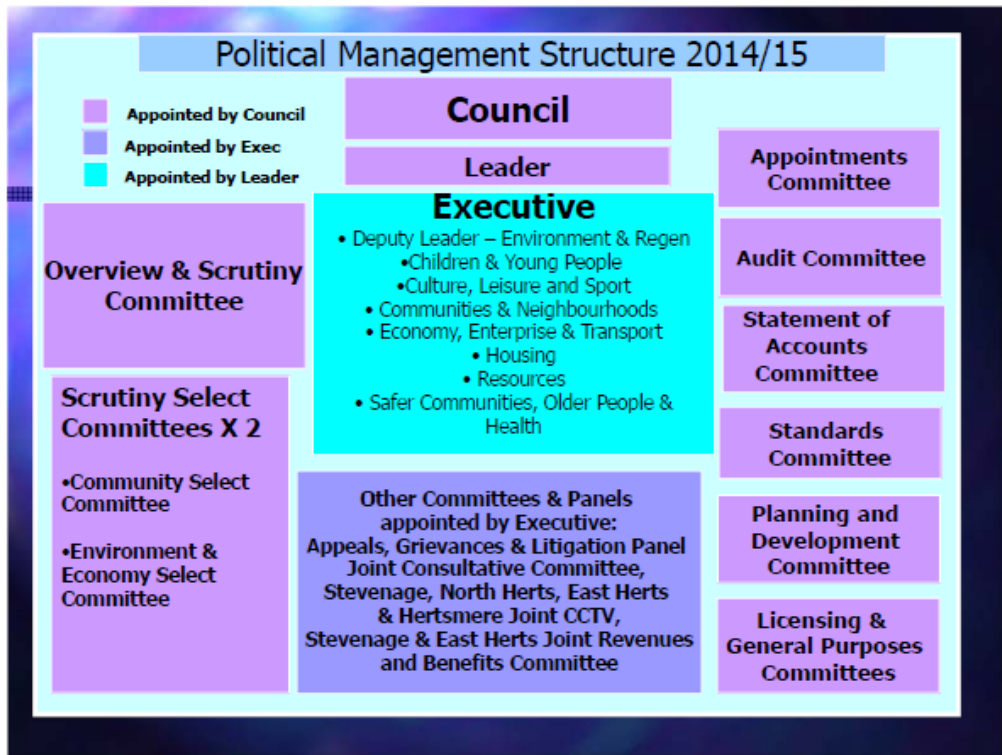 Political Management Structure 2014/15
Appointed by Council
Appointed by Exec
Appointed by Leader
Council
Leader
Executive
• Deputy Leader – Environment & Regen
•Children & Young People
•Culture, Leisure and Sport
• Communities & Neighbourhoods
• Economy, Enterprise & Transport
• Housing
• Resources
• Safer Communities, Older People &
Health
Overview & Scrutiny
Committee
Scrutiny Select
Committees X 2
•Community Select
Committee
•Environment &
Economy Select
Committee
Other Committees & Panels
appointed by Executive:
Appeals, Grievances & Litigation Panel
Joint Consultative Committee,
Stevenage, North Herts, East Herts
& Hertsmere Joint CCTV,
Stevenage & East Herts Joint Revenues
and Benefits Committee
Appointments
Committee
Audit Committee
Statement of
Accounts
Committee
Standards
Committee
Planning and
Development
Committee
Licensing &
General Purposes
Committees